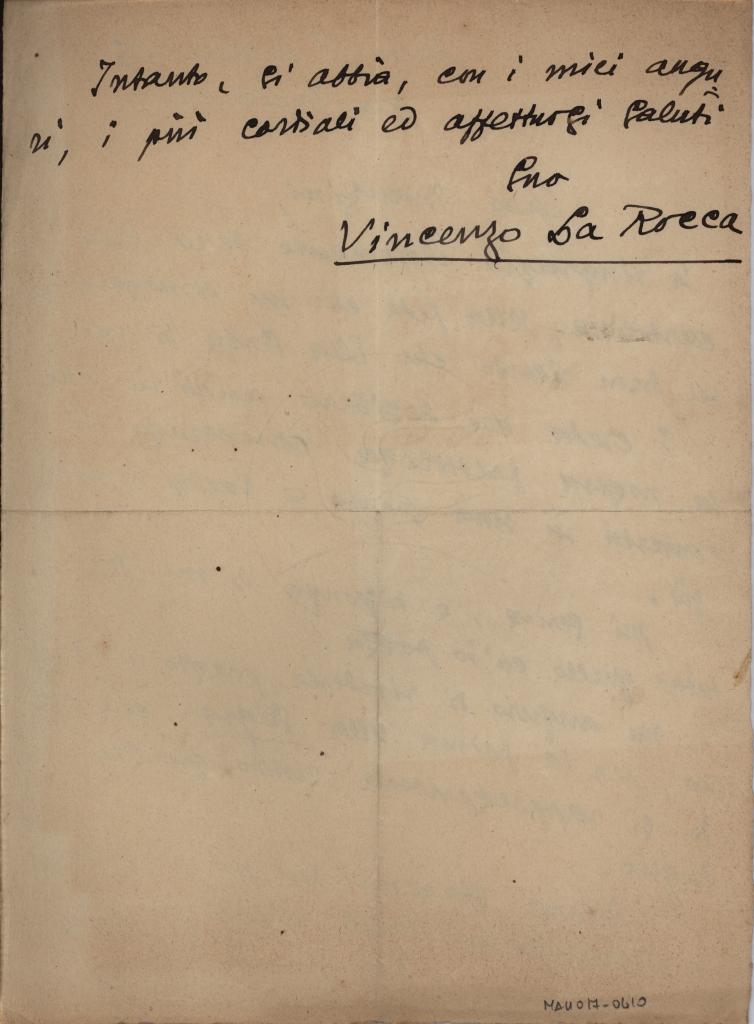 Intanto, si abbia, con i miei augu
ri, i più cordiali ed affettuosi saluti
Suo
Vincenzo La Rocca
MAU017-0610